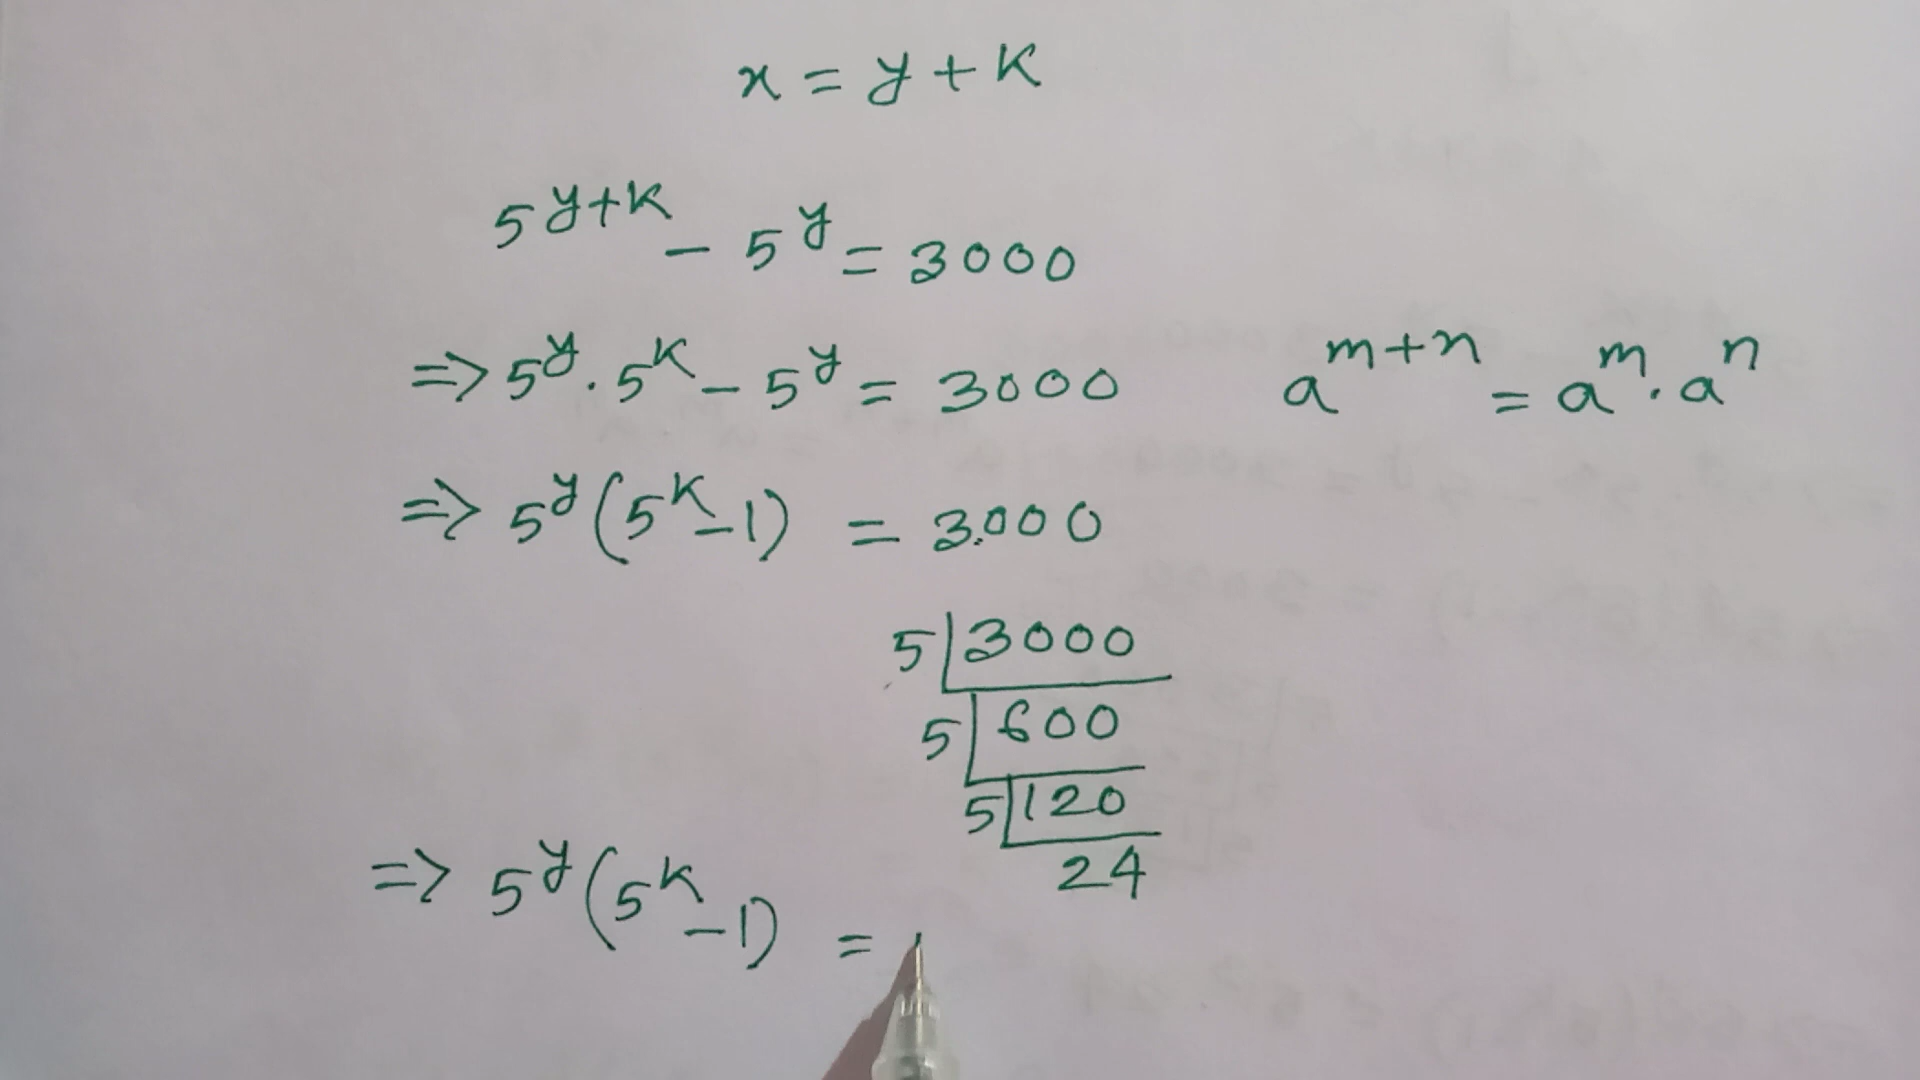 x = y + K
5^{y+K} - 5^y = 3000
=> 5^y . 5^K - 5^y = 3000 a^{m+n} = a^m . a^n
=> 5^y (5^K - 1) = 3000
5|3000
5|600
5|120
24
=> 5^y (5^K - 1) =